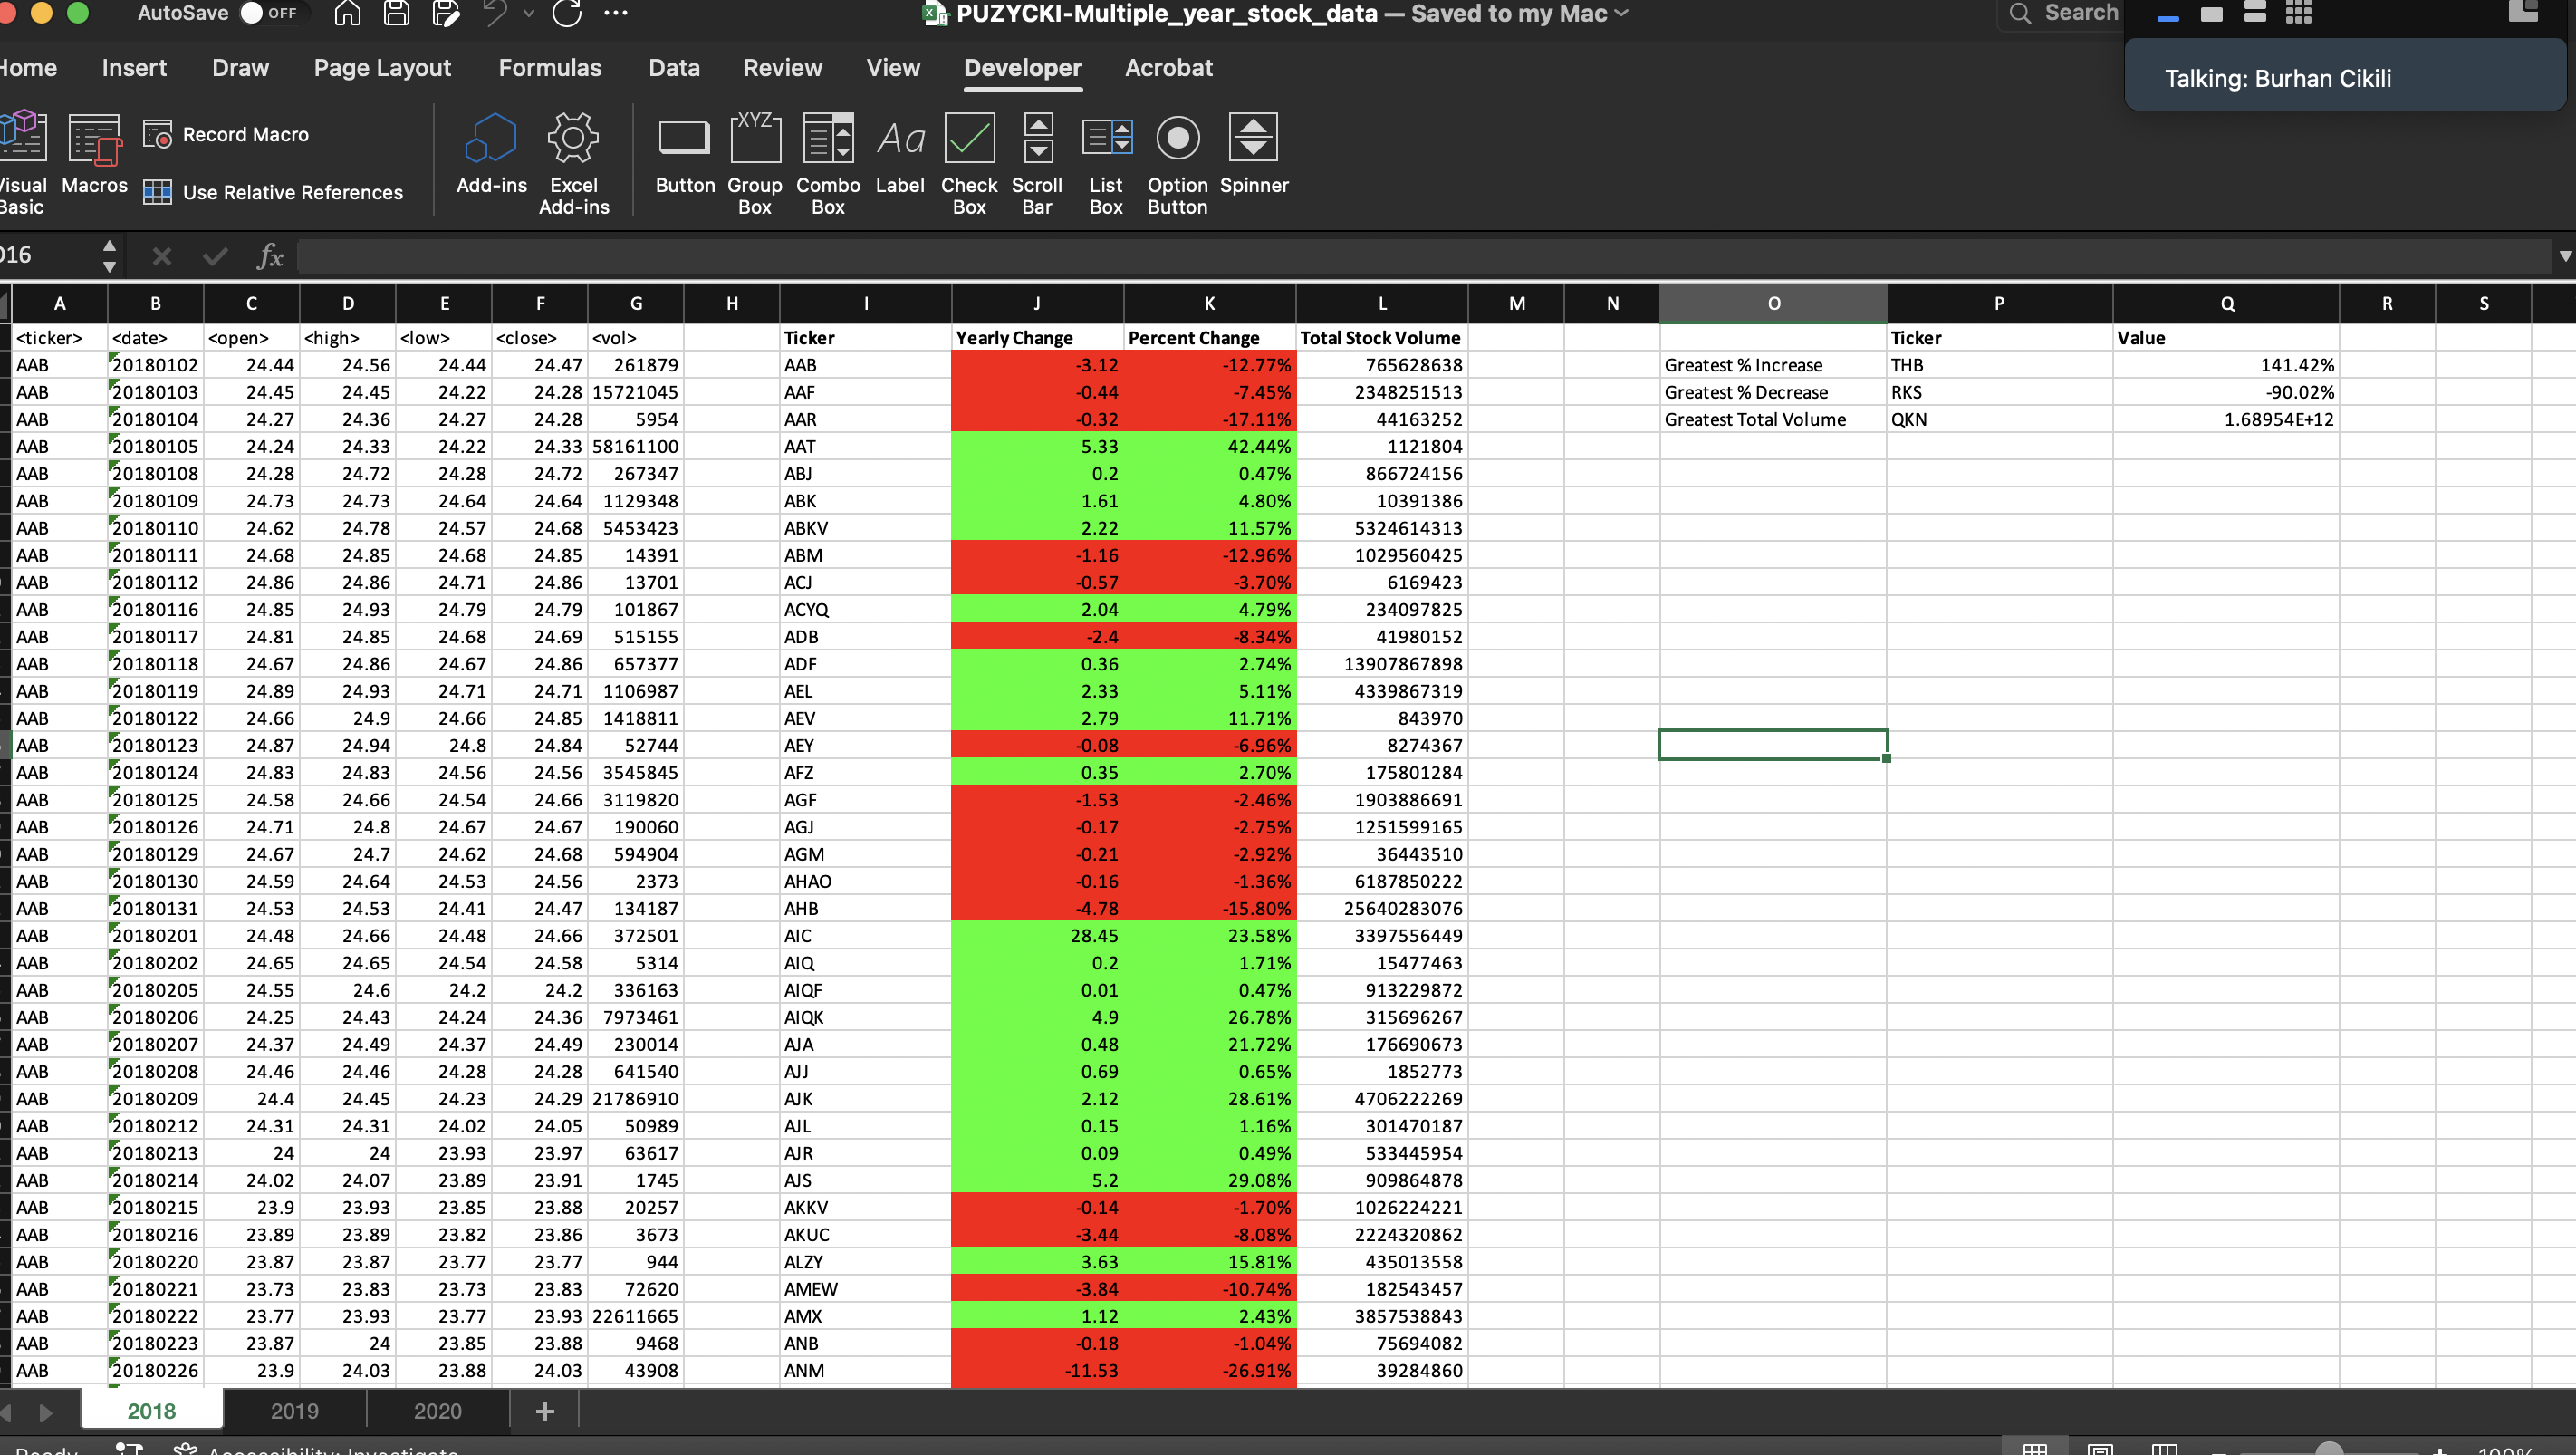 AutoSave OFF PUZYCKI-Multiple_year_stock_data — Saved to my Mac Search
Talking: Burhan Cikili
Home Insert Draw Page Layout Formulas Data Review View Developer Acrobat
Visual Basic Macros Record Macro Use Relative References Add-ins Excel Add-ins Button Group Box Combo Box Label Check Box Scroll Bar List Box Option Button Spinner
O16 fx
A B C D E F G H I J K L M N O P Q R S
<ticker> <date> <open> <high> <low> <close> <vol> Ticker Yearly Change Percent Change Total Stock Volume Ticker Value
AAB 20180102 24.44 24.56 24.44 24.47 261879 AAB -3.12 -12.77% 765628638 Greatest % Increase THB 141.42%
AAB 20180103 24.45 24.45 24.22 24.28 15721045 AAF -0.44 -7.45% 2348251513 Greatest % Decrease RKS -90.02%
AAB 20180104 24.27 24.36 24.27 24.28 5954 AAR -0.32 -17.11% 44163252 Greatest Total Volume QKN 1.68954E+12
AAB 20180105 24.24 24.33 24.22 24.33 58161100 AAT 5.33 42.44% 1121804
AAB 20180108 24.28 24.72 24.28 24.72 267347 ABJ 0.2 0.47% 866724156
AAB 20180109 24.73 24.73 24.64 24.64 1129348 ABK 1.61 4.80% 10391386
AAB 20180110 24.62 24.78 24.57 24.68 5453423 ABKV 2.22 11.57% 5324614313
AAB 20180111 24.68 24.85 24.68 24.85 14391 ABM -1.16 -12.96% 1029560425
AAB 20180112 24.86 24.86 24.71 24.86 13701 ACJ -0.57 -3.70% 6169423
AAB 20180116 24.85 24.93 24.79 24.79 101867 ACYQ 2.04 4.79% 234097825
AAB 20180117 24.81 24.85 24.68 24.69 515155 ADB -2.4 -8.34% 41980152
AAB 20180118 24.67 24.86 24.67 24.86 657377 ADF 0.36 2.74% 13907867898
AAB 20180119 24.89 24.93 24.71 24.71 1106987 AEL 2.33 5.11% 4339867319
AAB 20180122 24.66 24.9 24.66 24.85 1418811 AEV 2.79 11.71% 843970
AAB 20180123 24.87 24.94 24.8 24.84 52744 AEY -0.08 -6.96% 8274367
AAB 20180124 24.83 24.83 24.56 24.56 3545845 AFZ 0.35 2.70% 175801284
AAB 20180125 24.58 24.66 24.54 24.66 3119820 AGF -1.53 -2.46% 1903886691
AAB 20180126 24.71 24.8 24.67 24.67 190060 AGJ -0.17 -2.75% 1251599165
AAB 20180129 24.67 24.7 24.62 24.68 594904 AGM -0.21 -2.92% 36443510
AAB 20180130 24.59 24.64 24.53 24.56 2373 AHAO -0.16 -1.36% 6187850222
AAB 20180131 24.53 24.53 24.41 24.47 134187 AHB -4.78 -15.80% 25640283076
AAB 20180201 24.48 24.66 24.48 24.66 372501 AIC 28.45 23.58% 3397556449
AAB 20180202 24.65 24.65 24.54 24.58 5314 AIQ 0.2 1.71% 15477463
AAB 20180205 24.55 24.6 24.2 24.2 336163 AIQF 0.01 0.47% 913229872
AAB 20180206 24.25 24.43 24.24 24.36 7973461 AIQK 4.9 26.78% 315696267
AAB 20180207 24.37 24.49 24.37 24.49 230014 AJA 0.48 21.72% 176690673
AAB 20180208 24.46 24.46 24.28 24.28 641540 AJJ 0.69 0.65% 1852773
AAB 20180209 24.4 24.45 24.23 24.29 21786910 AJK 2.12 28.61% 4706222269
AAB 20180212 24.31 24.31 24.02 24.05 50989 AJL 0.15 1.16% 301470187
AAB 20180213 24 24 23.93 23.97 63617 AJR 0.09 0.49% 533445954
AAB 20180214 24.02 24.07 23.89 23.91 1745 AJS 5.2 29.08% 909864878
AAB 20180215 23.9 23.93 23.85 23.88 20257 AKKV -0.14 -1.70% 1026224221
AAB 20180216 23.89 23.89 23.82 23.86 3673 AKUC -3.44 -8.08% 2224320862
AAB 20180220 23.87 23.87 23.77 23.77 944 ALZY 3.63 15.81% 435013558
AAB 20180221 23.73 23.83 23.73 23.83 72620 AMEW -3.84 -10.74% 182543457
AAB 20180222 23.77 23.93 23.77 23.93 22611665 AMX 1.12 2.43% 3857538843
AAB 20180223 23.87 24 23.85 23.88 9468 ANB -0.18 -1.04% 75694082
AAB 20180226 23.9 24.03 23.88 24.03 43908 ANM -11.53 -26.91% 39284860
2018 2019 2020 +
Ready Accessibility: Investigate 100%